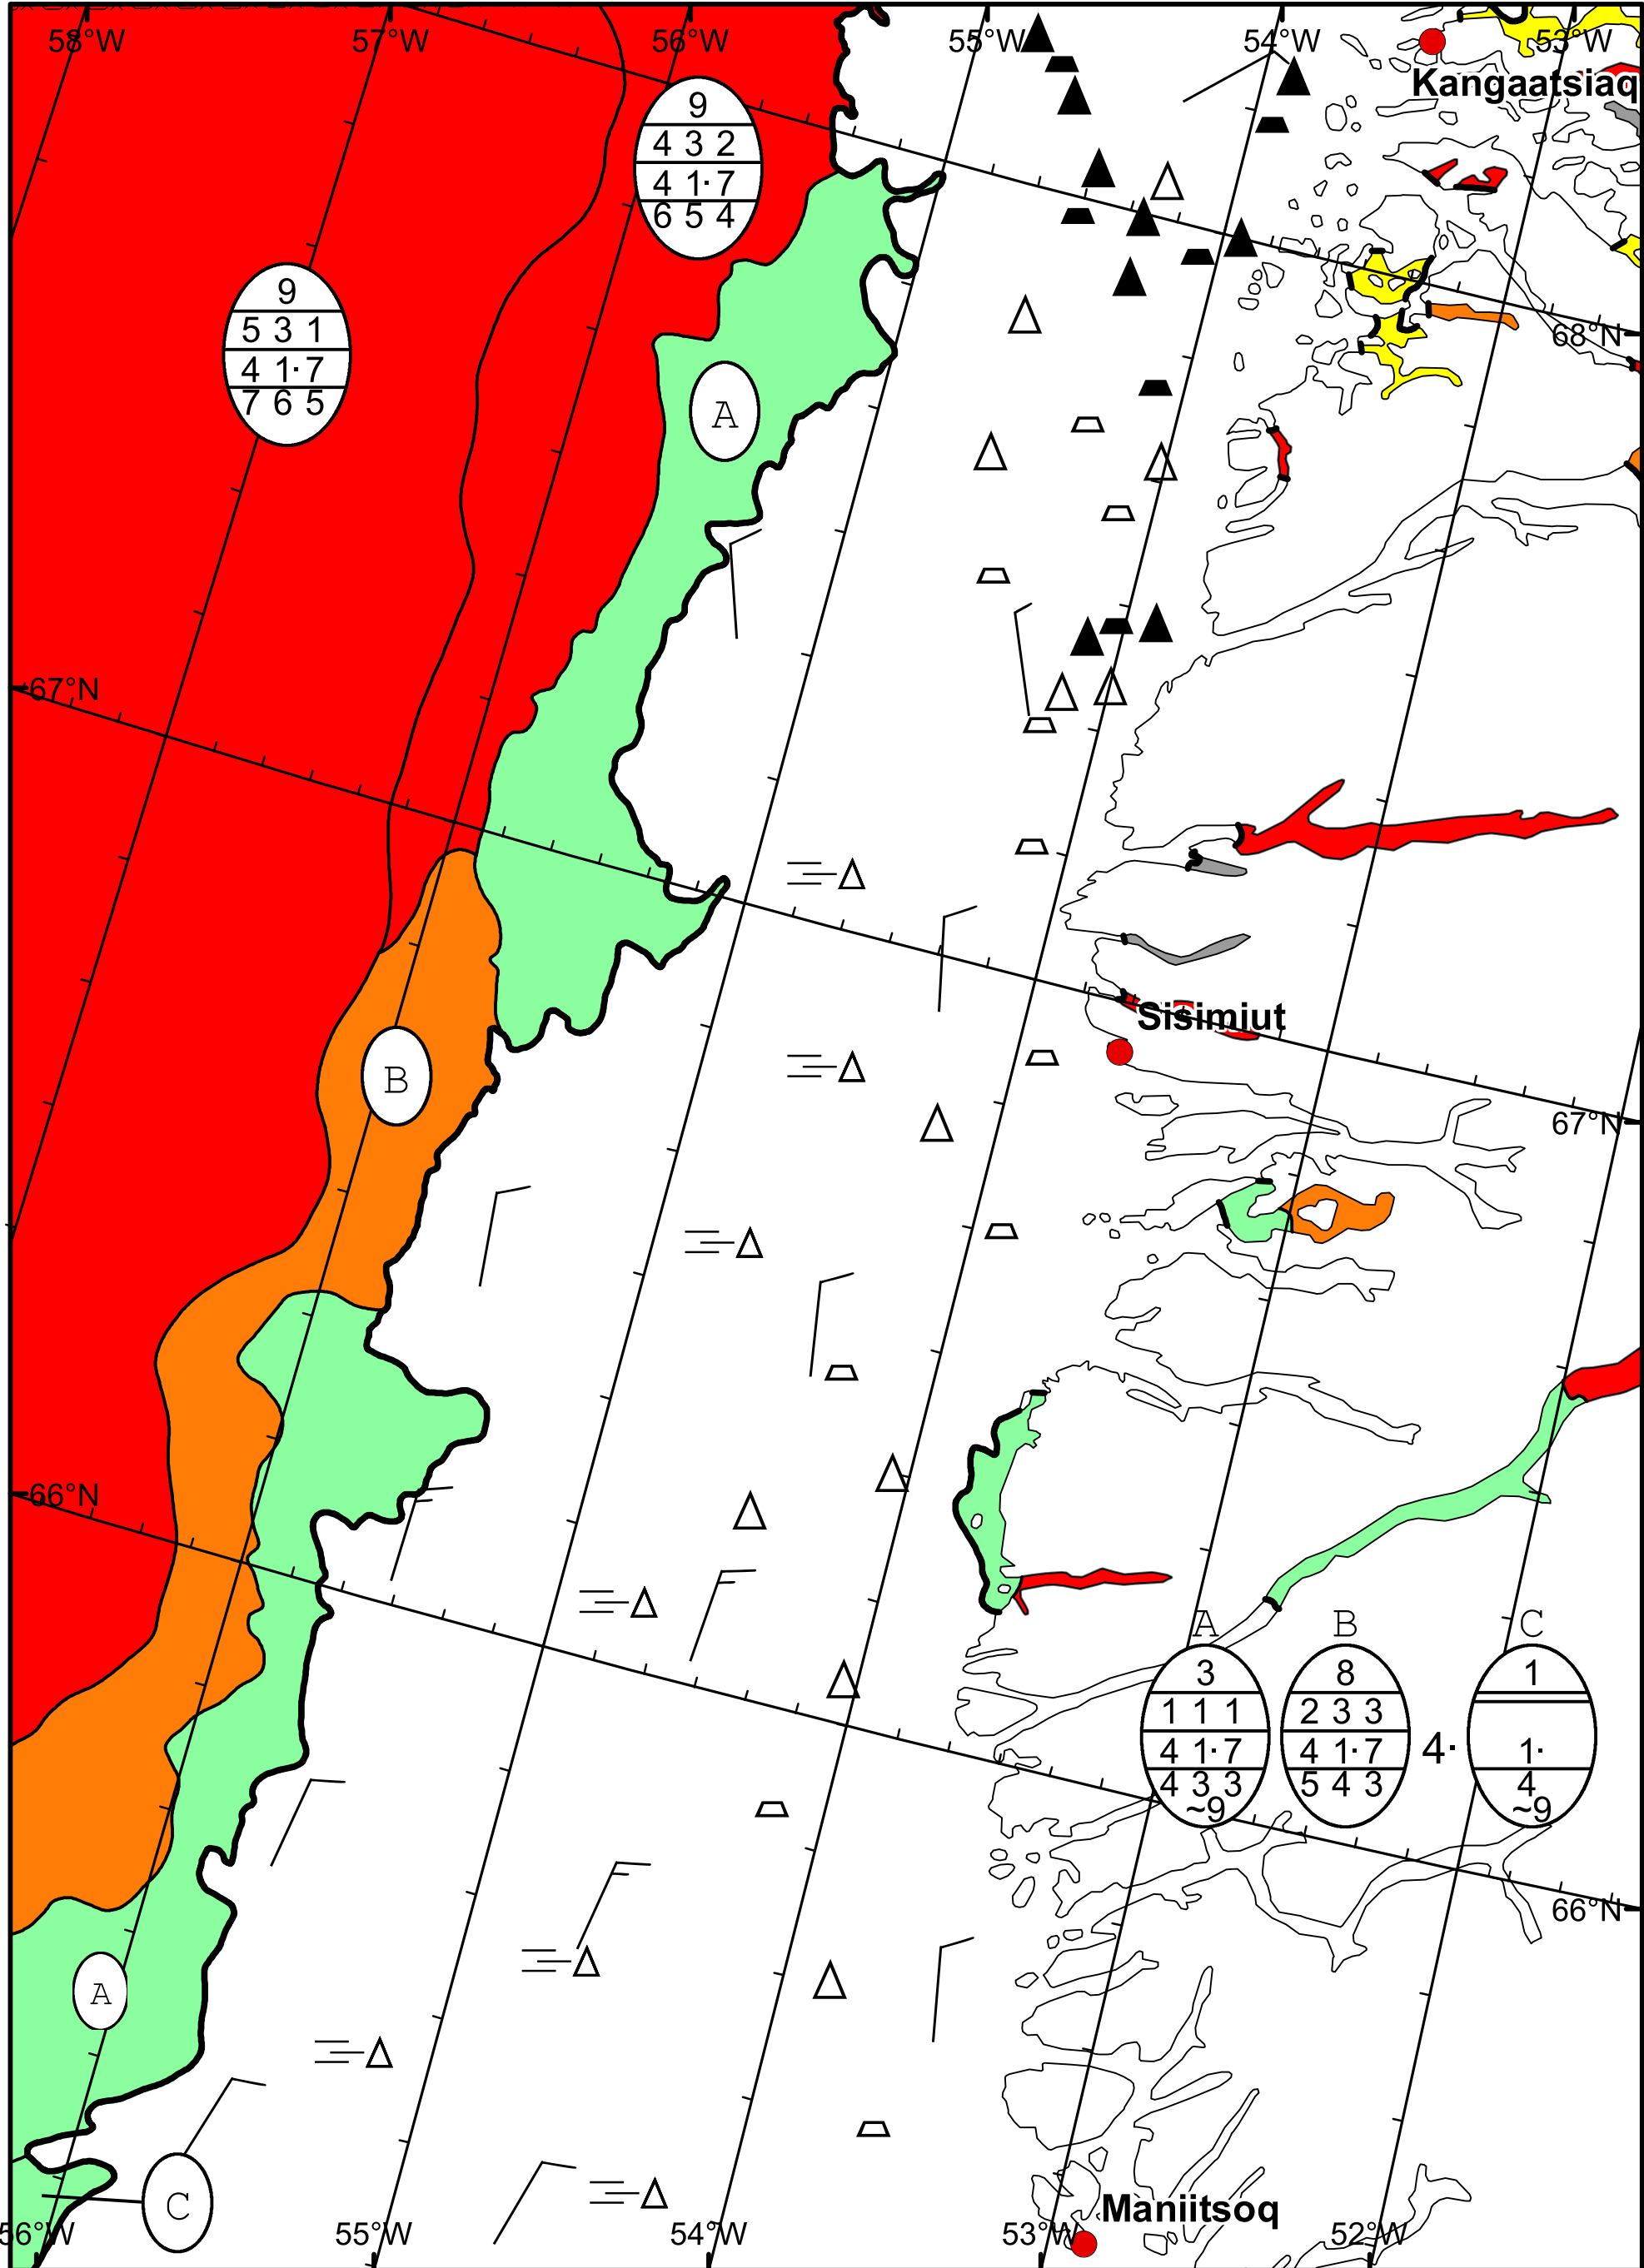 58°W 57°W 56°W 55°W 54°W 53°W
Kangaatsiaq
9
4 3 2
4 1· 7
6 5 4
9
5 3 1
4 1· 7
7 6 5
68°N
A
67°N
Sisimiut
B
67°N
66°N
A B C
3
1 1 1
4 1· 7
4 3 3
~9
8
2 3 3
4 1· 7
5 4 3
4·
1
1·
4
~9
66°N
A
C
Maniitsoq
56°W 55°W 54°W 53°W 52°W